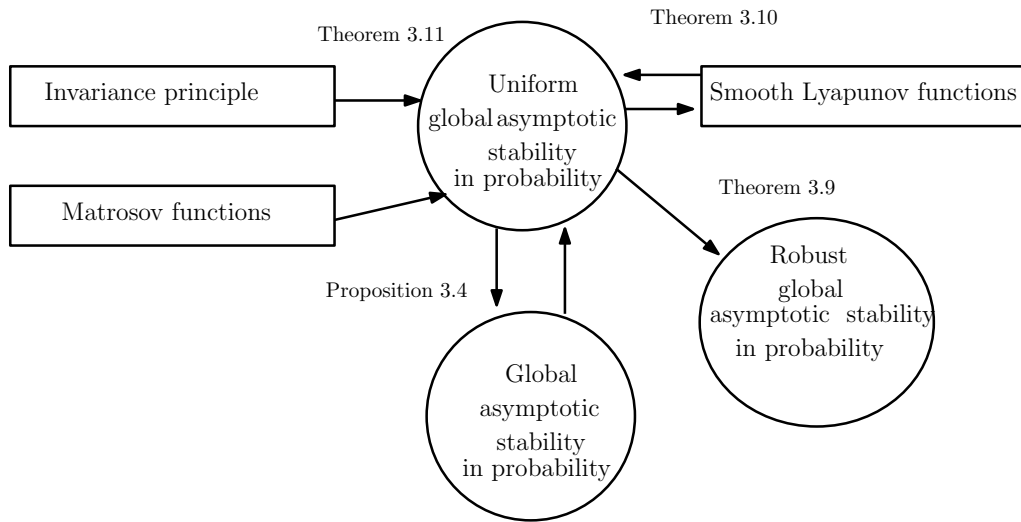 Theorem 3.11
Theorem 3.10
Invariance principle
Uniform
global asymptotic
stability
in probability
Smooth Lyapunov functions
Matrosov functions
Theorem 3.9
Robust
global
asymptotic stability
in probability
Proposition 3.4
Global
asymptotic
stability
in probability